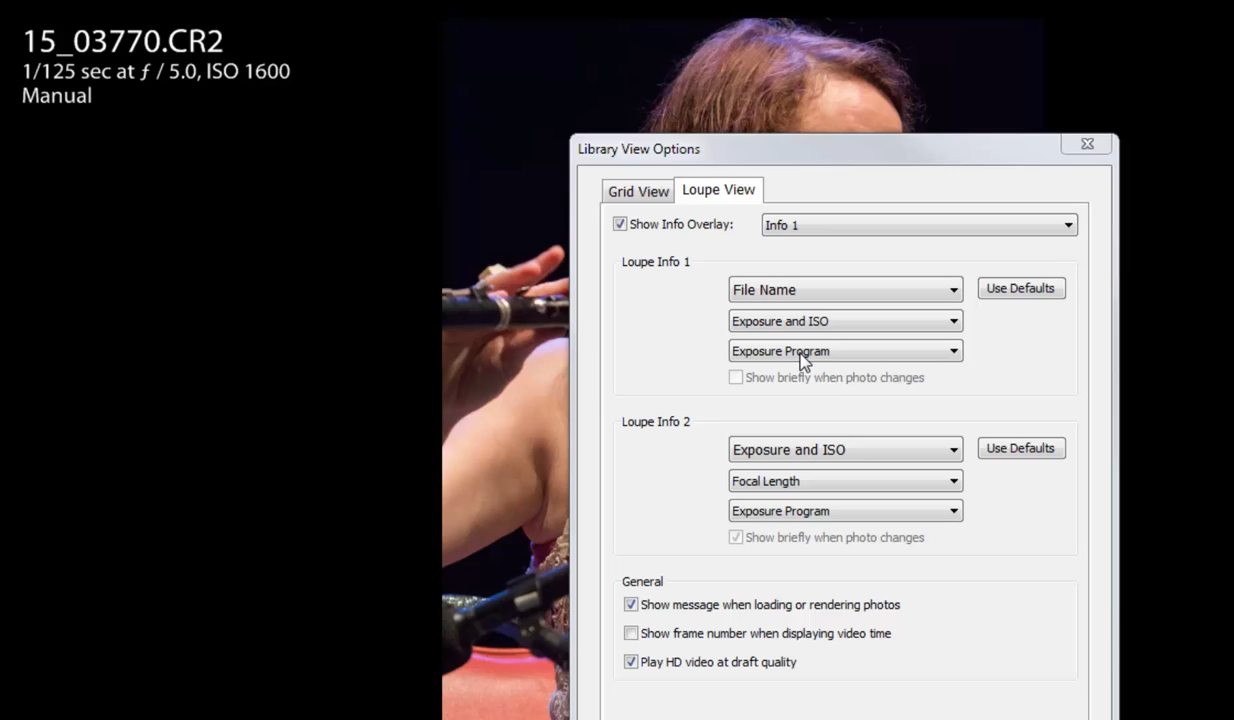 15_03770.CR2
1/125 sec at ƒ / 5.0, ISO 1600
Manual
Library View Options
Grid View
Loupe View
Show Info Overlay:
Info 1
Loupe Info 1
File Name
Use Defaults
Exposure and ISO
Exposure Program
Show briefly when photo changes
Loupe Info 2
Exposure and ISO
Use Defaults
Focal Length
Exposure Program
Show briefly when photo changes
General
Show message when loading or rendering photos
Show frame number when displaying video time
Play HD video at draft quality